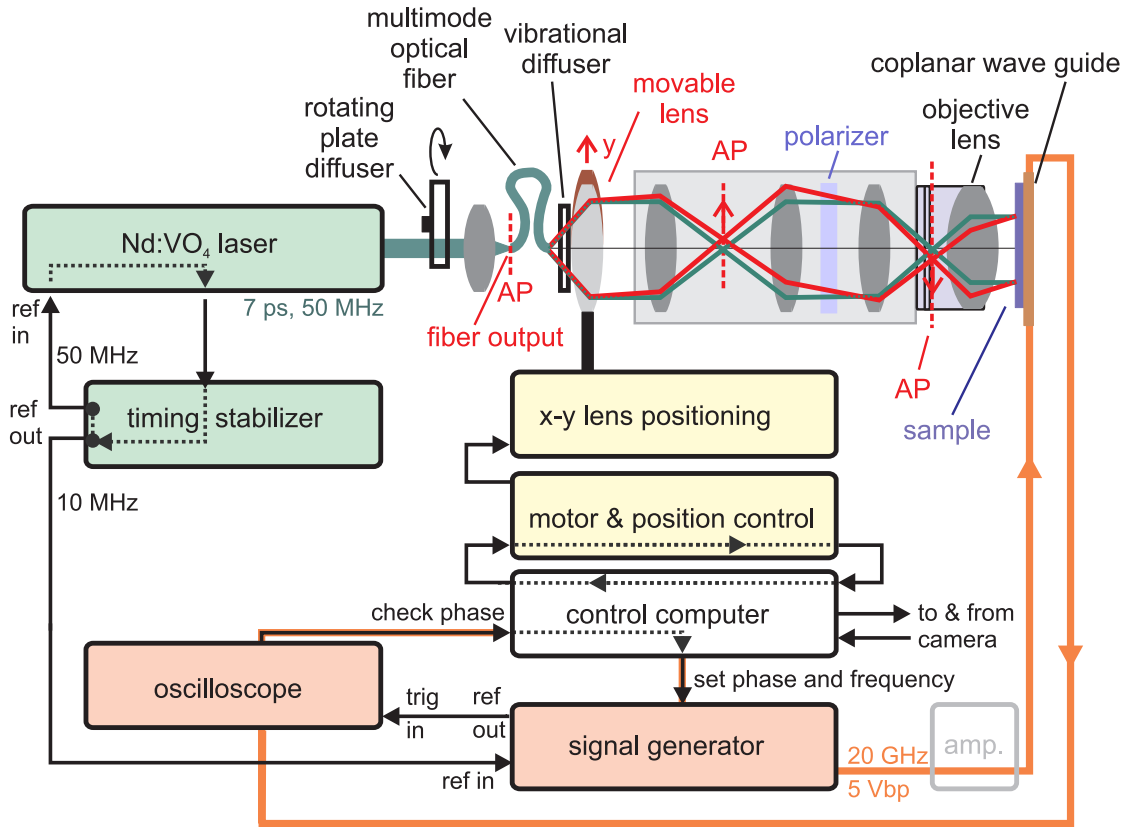 multimode
optical
fiber
vibrational
diffuser
coplanar wave guide
movable
lens
objective
lens
rotating
plate
diffuser
y
AP
polarizer
Nd:VO₄ laser
AP
7 ps, 50 MHz
fiber output
ref
in
50 MHz
AP
ref
out
timing stabilizer
x-y lens positioning
sample
10 MHz
motor & position control
check phase
control computer
to & from
camera
oscilloscope
set phase and frequency
trig
in
ref
out
signal generator
20 GHz
5 Vbp
amp.
ref in